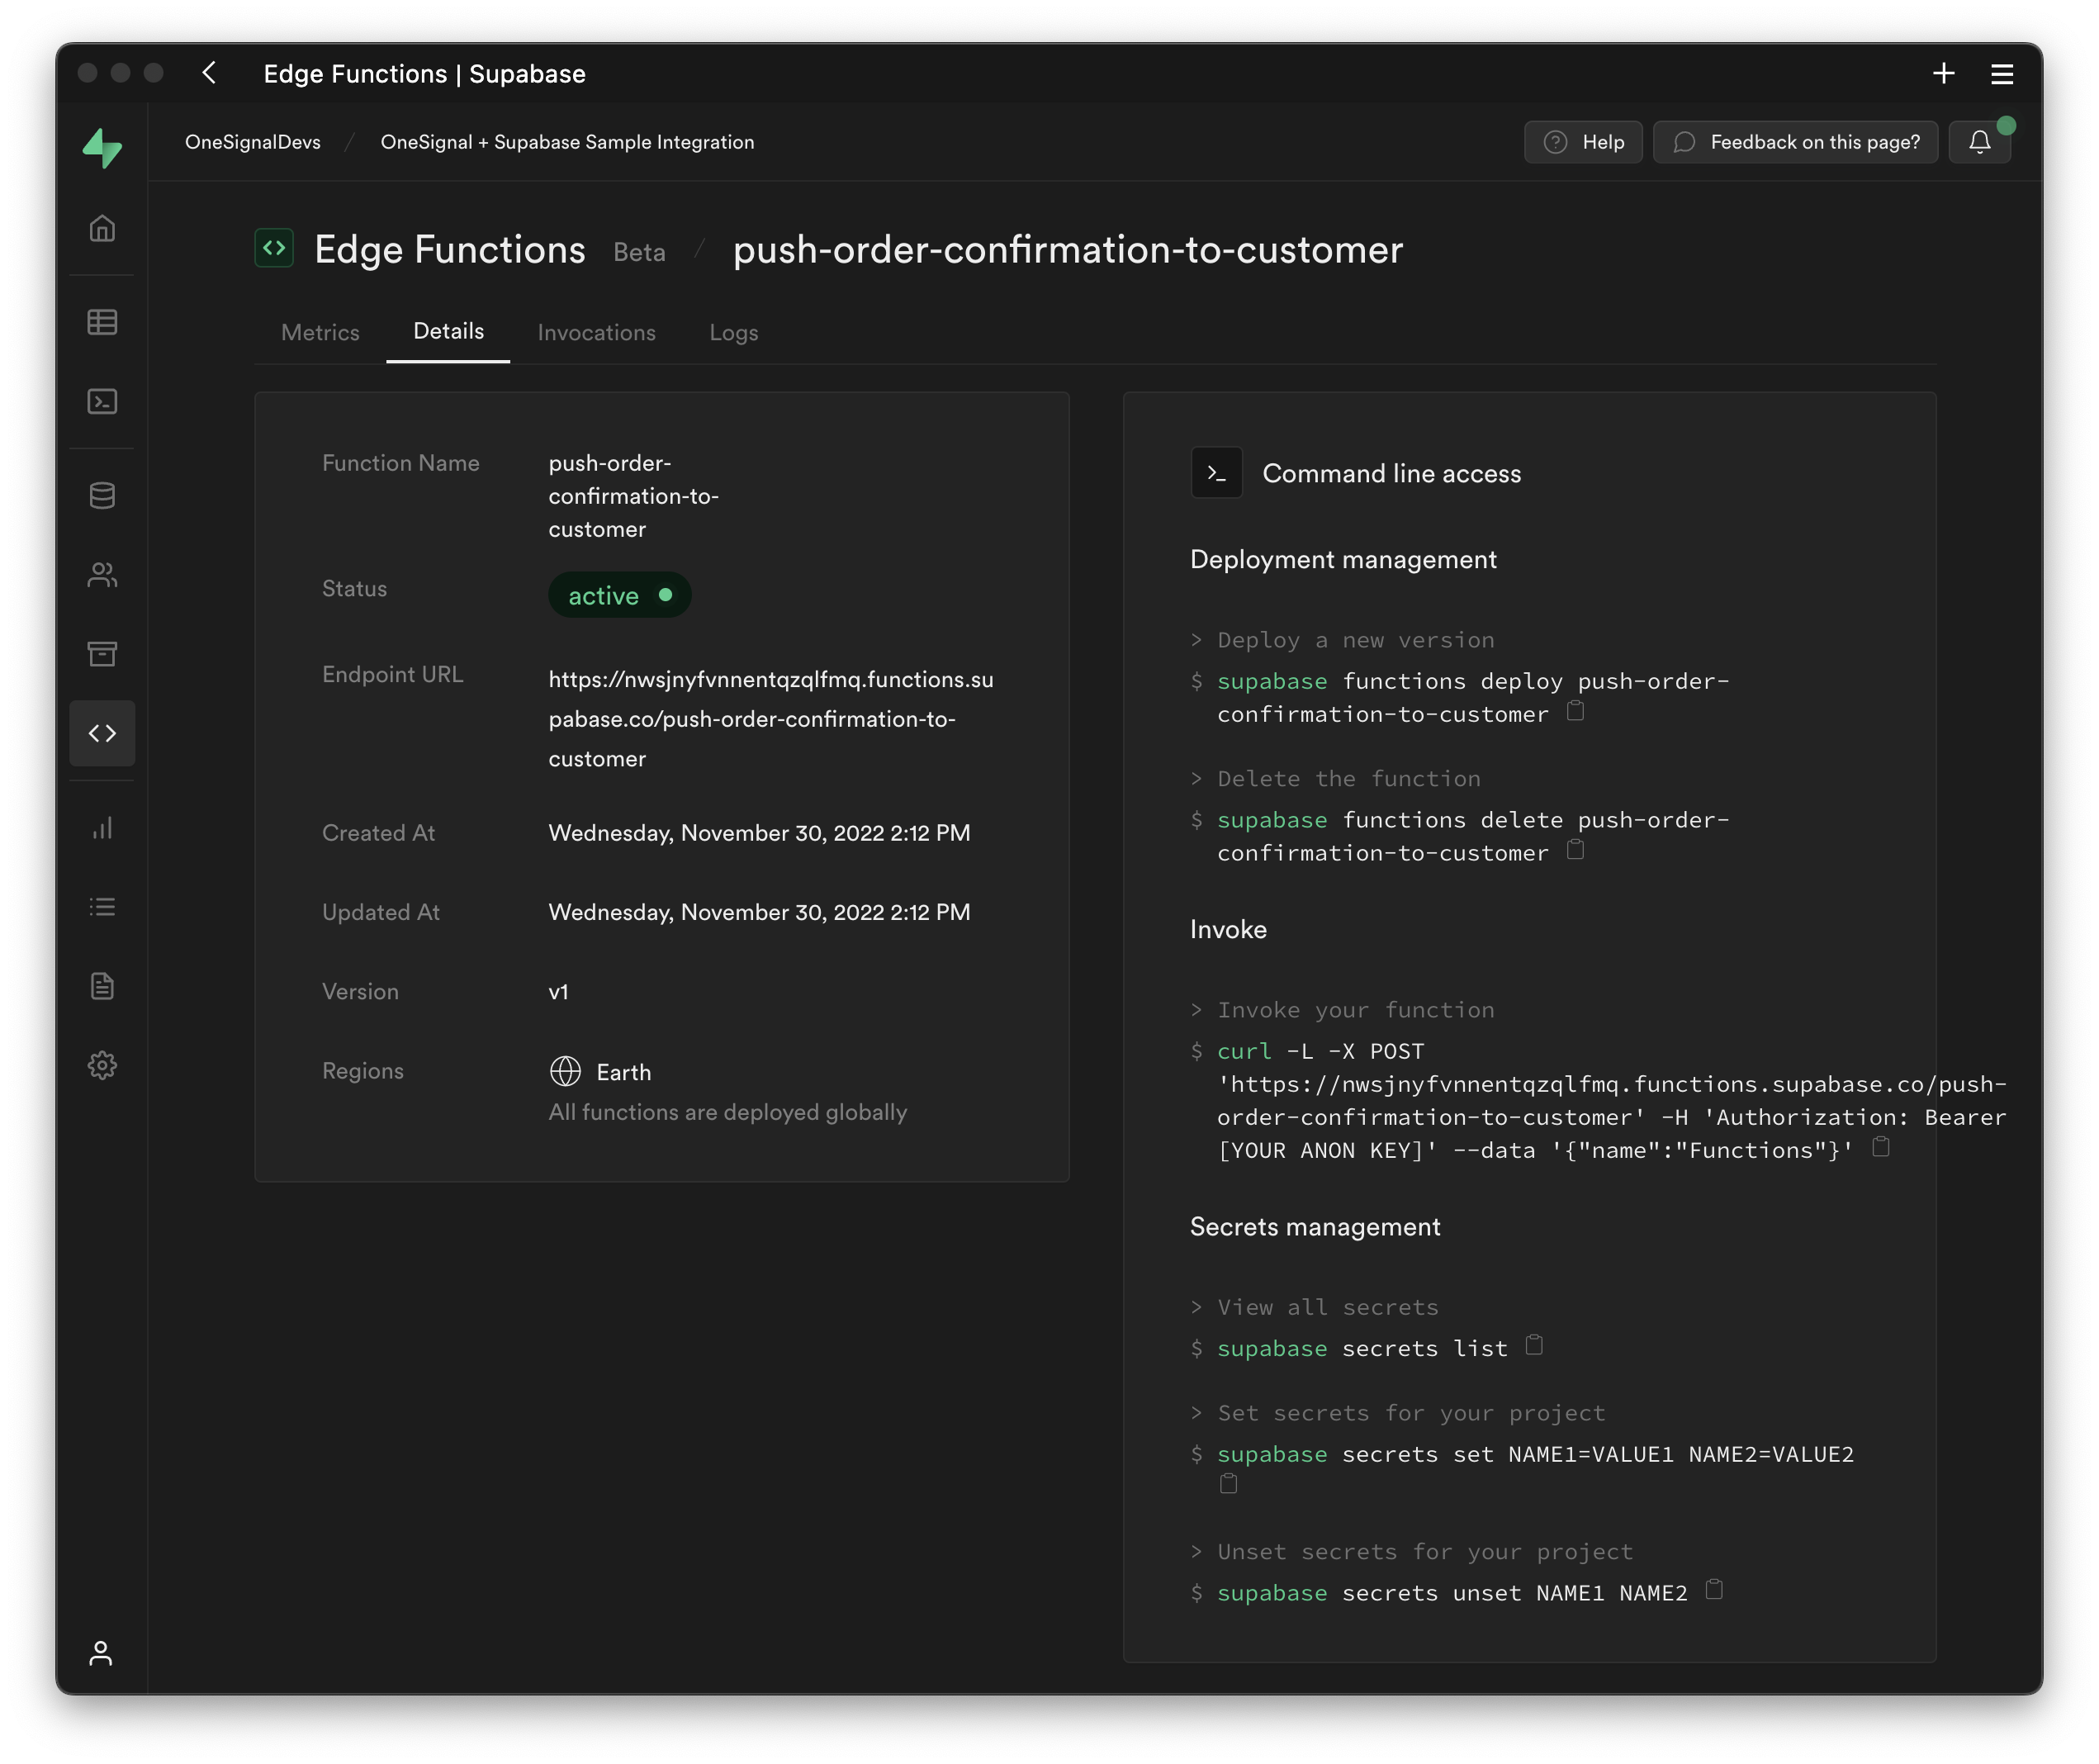 Edge Functions | Supabase
OneSignalDevs / OneSignal + Supabase Sample Integration
Help
Feedback on this page?
Edge Functions Beta / push-order-confirmation-to-customer
Metrics
Details
Invocations
Logs
Function Name
push-order-
confirmation-to-
customer
Status
active
Endpoint URL
https://nwsjnyfvnnentqzqlfmq.functions.su
pabase.co/push-order-confirmation-to-
customer
Created At
Wednesday, November 30, 2022 2:12 PM
Updated At
Wednesday, November 30, 2022 2:12 PM
Version
v1
Regions
Earth
All functions are deployed globally
>_ Command line access
Deployment management
> Deploy a new version
$ supabase functions deploy push-order-
confirmation-to-customer
> Delete the function
$ supabase functions delete push-order-
confirmation-to-customer
Invoke
> Invoke your function
$ curl -L -X POST
'https://nwsjnyfvnnentqzqlfmq.functions.supabase.co/push-
order-confirmation-to-customer' -H 'Authorization: Bearer
[YOUR ANON KEY]' --data '{"name":"Functions"}'
Secrets management
> View all secrets
$ supabase secrets list
> Set secrets for your project
$ supabase secrets set NAME1=VALUE1 NAME2=VALUE2
> Unset secrets for your project
$ supabase secrets unset NAME1 NAME2